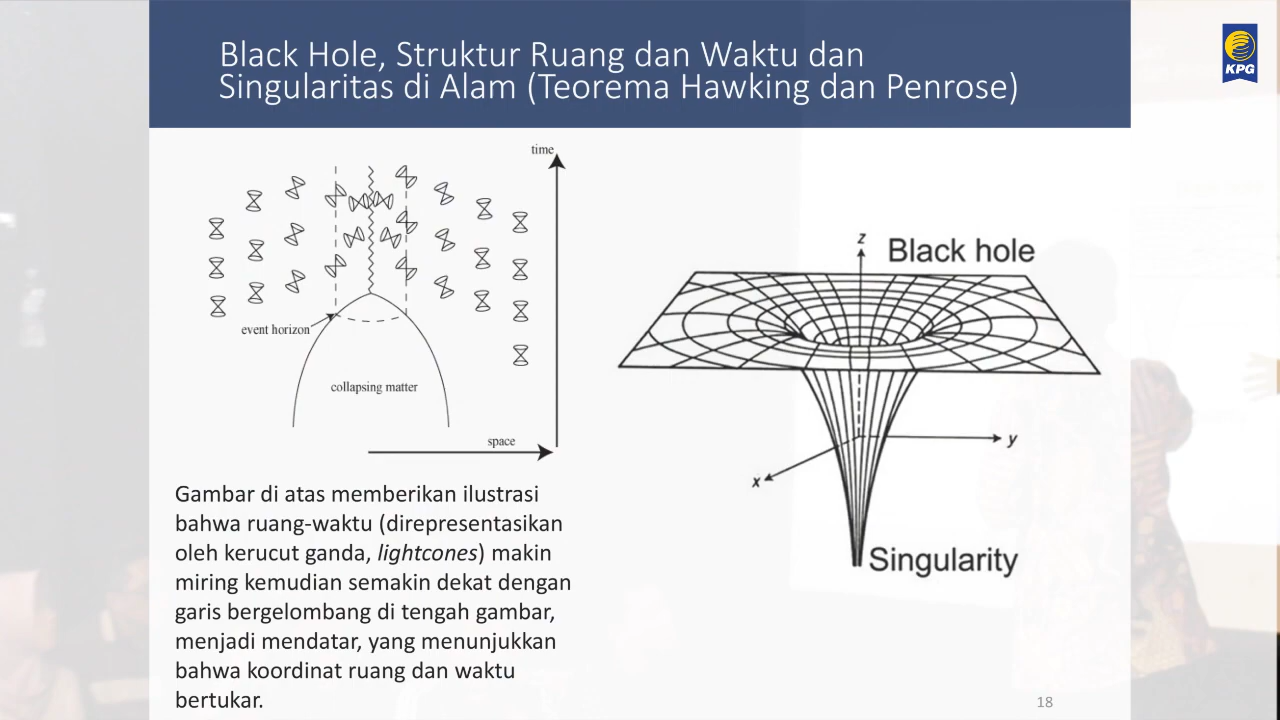 Black Hole, Struktur Ruang dan Waktu dan
Singularitas di Alam (Teorema Hawking dan Penrose)
KPG
time
event horizon
collapsing matter
space
z
Black hole
y
x
Singularity
Gambar di atas memberikan ilustrasi
bahwa ruang-waktu (direpresentasikan
oleh kerucut ganda, lightcones) makin
miring kemudian semakin dekat dengan
garis bergelombang di tengah gambar,
menjadi mendatar, yang menunjukkan
bahwa koordinat ruang dan waktu
bertukar.
18